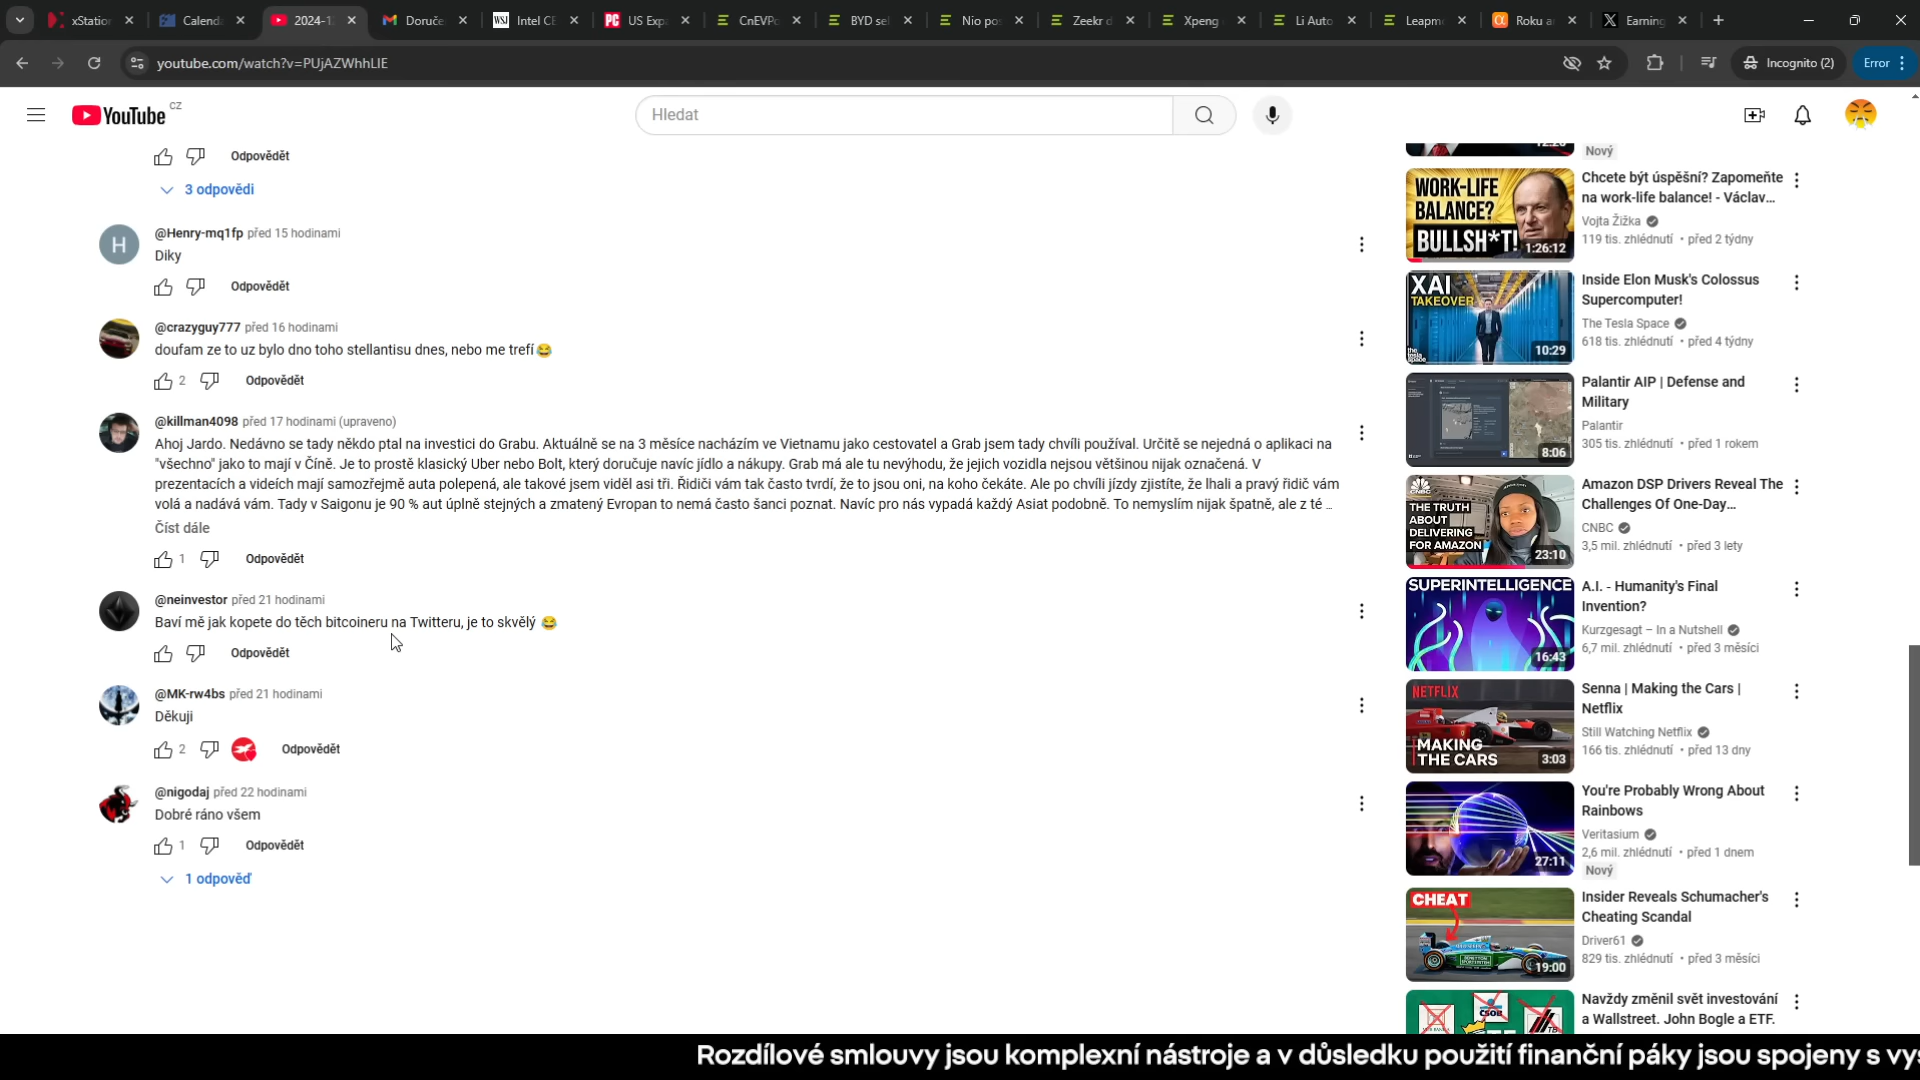 xStation
Calenda
2024-1
Doruče
WSJ Intel CE
PC US Exp
CnEVPo
BYD sel
Nio pos
Zeekr d
Xpeng
Li Auto
Leapm
Roku a
Earning
youtube.com/watch?v=PUjAZWhhLIE
Incognito (2)
Error
YouTube CZ
Hledat
Odpovědět
3 odpovědi
@Henry-mq1fp před 15 hodinami
Diky
Odpovědět
@crazyguy777 před 16 hodinami
doufam ze to uz bylo dno toho stellantisu dnes, nebo me trefí😂
2 Odpovědět
@killman4098 před 17 hodinami (upraveno)
Ahoj Jardo. Nedávno se tady někdo ptal na investici do Grabu. Aktuálně se na 3 měsíce nacházím ve Vietnamu jako cestovatel a Grab jsem tady chvíli používal. Určitě se nejedná o aplikaci na
"všechno" jako to mají v Číně. Je to prostě klasický Uber nebo Bolt, který doručuje navíc jídlo a nákupy. Grab má ale tu nevýhodu, že jejich vozidla nejsou většinou nijak označená. V
prezentacích a videích mají samozřejmě auta polepená, ale takové jsem viděl asi tři. Řidiči vám tak často tvrdí, že to jsou oni, na koho čekáte. Ale po chvíli jízdy zjistíte, že lhali a pravý řidič vám
volá a nadává vám. Tady v Saigonu je 90 % aut úplně stejných a zmatený Evropan to nemá často šanci poznat. Navíc pro nás vypadá každý Asiat podobně. To nemyslím nijak špatně, ale z té ...
Číst dále
1 Odpovědět
@neinvestor před 21 hodinami
Baví mě jak kopete do těch bitcoineru na Twitteru, je to skvělý 😂
Odpovědět
@MK-rw4bs před 21 hodinami
Děkuji
2 Odpovědět
@nigodaj před 22 hodinami
Dobré ráno všem
1 Odpovědět
1 odpověď
Nový
WORK-LIFE
BALANCE?
BULLSH*T!
1:26:12
Chcete být úspěšní? Zapomeňte
na work-life balance! - Václav...
Vojta Žižka
119 tis. zhlédnutí • před 2 týdny
XAI
TAKEOVER
the tesla space
10:29
Inside Elon Musk's Colossus
Supercomputer!
The Tesla Space
618 tis. zhlédnutí • před 4 týdny
8:06
Palantir AIP | Defense and
Military
Palantir
305 tis. zhlédnutí • před 1 rokem
CNBC
THE TRUTH
ABOUT
DELIVERING
FOR AMAZON
23:10
Amazon DSP Drivers Reveal The
Challenges Of One-Day...
CNBC
3,5 mil. zhlédnutí • před 3 lety
SUPERINTELLIGENCE
16:43
A.I. - Humanity's Final
Invention?
Kurzgesagt – In a Nutshell
6,7 mil. zhlédnutí • před 3 měsíci
NETFLIX
MAKING
THE CARS
3:03
Senna | Making the Cars |
Netflix
Still Watching Netflix
166 tis. zhlédnutí • před 13 dny
27:11
You're Probably Wrong About
Rainbows
Veritasium
2,6 mil. zhlédnutí • před 1 dnem
Nový
CHEAT
19:00
Insider Reveals Schumacher's
Cheating Scandal
Driver61
829 tis. zhlédnutí • před 3 měsíci
ČSOB
Navždy změnil svět investování
a Wallstreet. John Bogle a ETF.
Rozdílové smlouvy jsou komplexní nástroje a v důsledku použití finanční páky jsou spojeny s vys